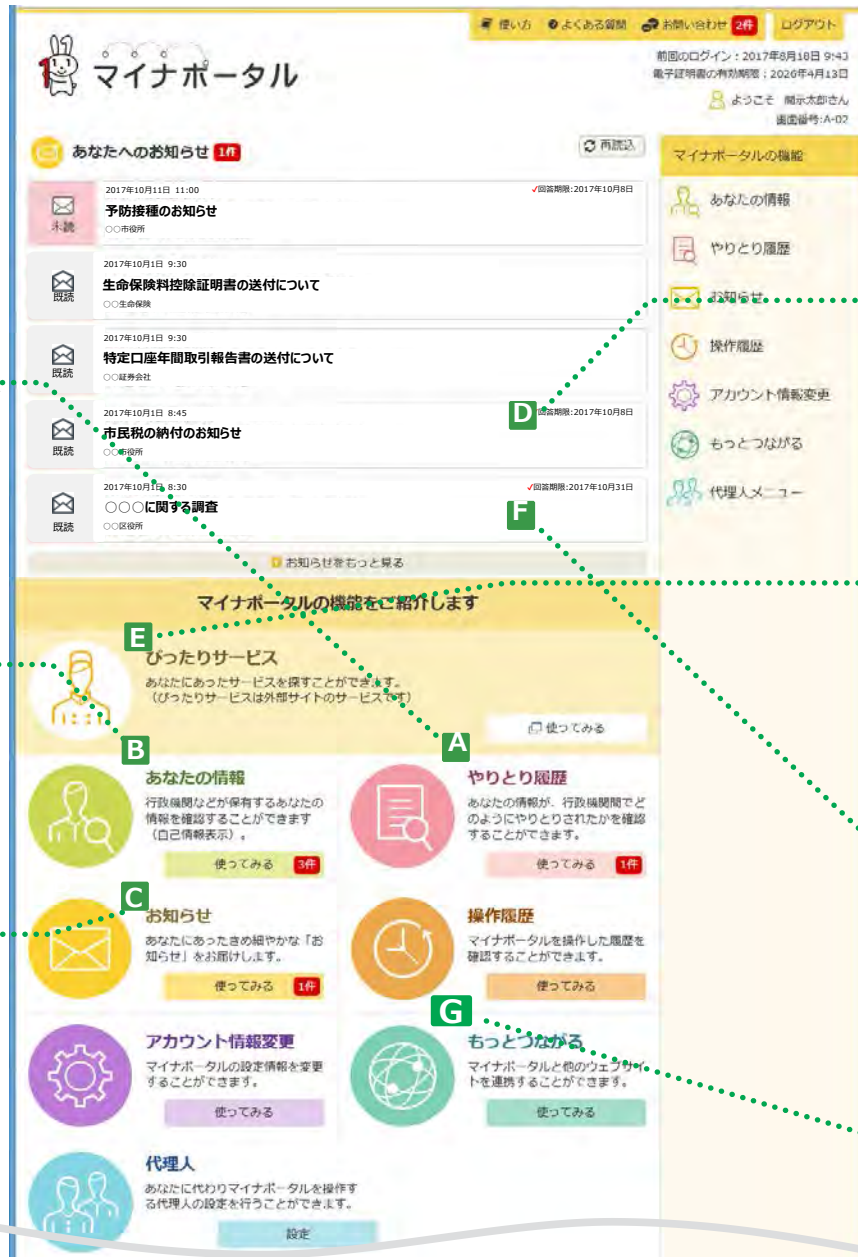 使い方 よくある質問 お問い合わせ 2件 ログアウト
マイナポータル
前回のログイン：2017年8月18日 9:43
電子証明書の有効期限：2026年4月13日
ようこそ 開示太郎さん
画面番号:A-02
あなたへのお知らせ 1件
再読込
2017年10月11日 11:00
✓回答期限:2017年10月8日
予防接種のお知らせ
未読
○○市役所
2017年10月1日 9:30
生命保険料控除証明書の送付について
既読
○○生命保険
2017年10月1日 9:30
特定口座年間取引報告書の送付について
既読
○○証券会社
2017年10月1日 8:45
回答期限:2017年10月8日
市民税の納付のお知らせ
既読
○○市役所
2017年10月1日 8:30
✓回答期限:2017年10月31日
○○○に関する調査
既読
○○区役所
お知らせをもっと見る
マイナポータルの機能
あなたの情報
やりとり履歴
お知らせ
操作履歴
アカウント情報変更
もっとつながる
代理人メニュー
D
F
マイナポータルの機能をご紹介します
E
ぴったりサービス
あなたにあったサービスを探すことができます。
（ぴったりサービスは外部サイトのサービスです）
使ってみる
B
あなたの情報
行政機関などが保有するあなたの
情報を確認することができます
（自己情報表示）。
使ってみる 3件
A
やりとり履歴
あなたの情報が、行政機関間でど
のようにやりとりされたかを確認
することができます。
使ってみる 1件
C
お知らせ
あなたにあったきめ細やかな「お
知らせ」をお届けします。
使ってみる 1件
操作履歴
マイナポータルを操作した履歴を
確認することができます。
使ってみる
アカウント情報変更
マイナポータルの設定情報を変更
することができます。
使ってみる
G
もっとつながる
マイナポータルと他のウェブサイ
トを連携することができます。
使ってみる
代理人
あなたに代わりマイナポータルを操作す
る代理人の設定を行うことができます。
設定